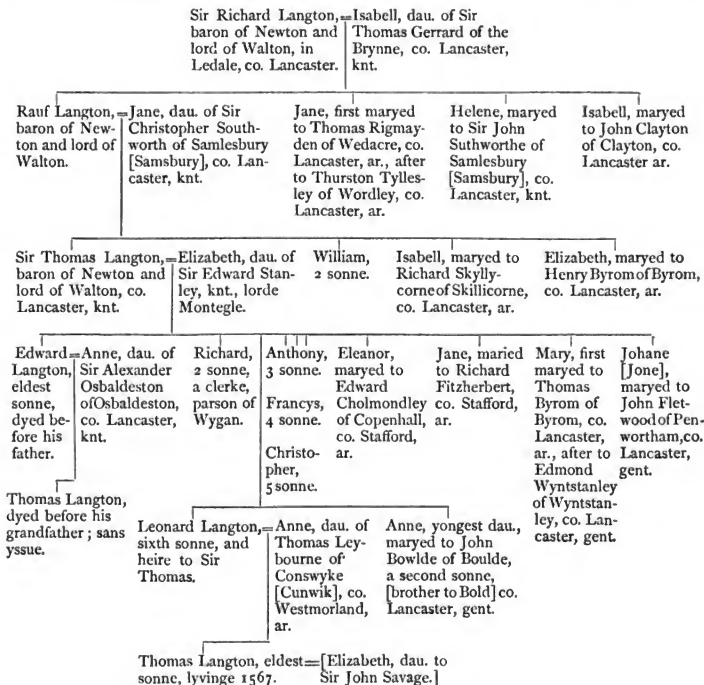 Sir Richard Langton,=Isabell, dau. of Sir
baron of Newton and Thomas Gerrard of the
lord of Walton, in Brynne, co. Lancaster,
Ledale, co. Lancaster. knt.
Rauf Langton,=Jane, dau. of Sir
baron of New- Christopher South-
ton and lord of worth of Samlesbury
Walton. [Samsbury], co. Lan-
caster, knt.
Jane, first maryed
to Thomas Rigmay-
den of Wedacre, co.
Lancaster, ar., after
to Thurston Tylles-
ley of Wordley, co.
Lancaster, ar.
Helene, maryed
to Sir John
Suthworthe of
Samlesbury
[Samsbury], co.
Lancaster, knt.
Isabell, maryed
to John Clayton
of Clayton, co.
Lancaster ar.
Sir Thomas Langton,=Elizabeth, dau. of
baron of Newton and Sir Edward Stan-
lord of Walton, co. ley, knt., lorde
Lancaster, knt. Montegle.
William,
2 sonne.
Isabell, maryed to
Richard Skylly-
corne of Skillicorne,
co. Lancaster, ar.
Elizabeth, maryed to
Henry Byrom of Byrom,
co. Lancaster, ar.
Edward=Anne, dau. of
Langton, Sir Alexander
eldest Osbaldeston
sonne, of Osbaldeston,
dyed be- co. Lancaster,
fore his knt.
father.
Richard,
2 sonne,
a clerke,
parson of
Wygan.
Anthony,
3 sonne.
Francys,
4 sonne.
Christo-
pher,
5 sonne.
Eleanor,
maryed to
Edward
Cholmondley
of Copenhall,
co. Stafford,
ar.
Jane, maried
to Richard
Fitzherbert,
co. Stafford,
ar.
Mary, first
maryed to
Thomas
Byrom of
Byrom, co.
Lancaster,
ar., after to
Edmond
Wyntstanley
of Wyntstan-
ley, co. Lan-
caster, gent.
Johane
[Jone],
maryed to
John Flet-
wood of Pen-
wortham, co.
Lancaster,
gent.
Thomas Langton,
dyed before his
grandfather; sans
yssue.
Leonard Langton,=Anne, dau. of
sixth sonne, and Thomas Ley-
heire to Sir bourne of
Thomas. Conswyke
[Cunwik], co.
Westmorland,
ar.
Anne, yongest dau.,
maryed to John
Bowlde of Boulde,
a second sonne,
[brother to Bold] co.
Lancaster, gent.
Thomas Langton, eldest=[Elizabeth, dau. to
sonne, lyvinge 1567. Sir John Savage.]